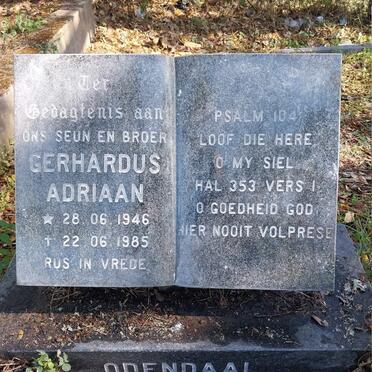 Ter
Gedagtenis aan
ONS SEUN EN BROER
GERHARDUS
ADRIAAN
★ 28.06.1946
✝ 22.06.1985
RUS IN VREDE
PSALM 104
LOOF DIE HERE
O MY SIEL
HAL 353 VERS 1
O GOEDHEID GOD
HIER NOOIT VOLPRESE
ODENDAAL